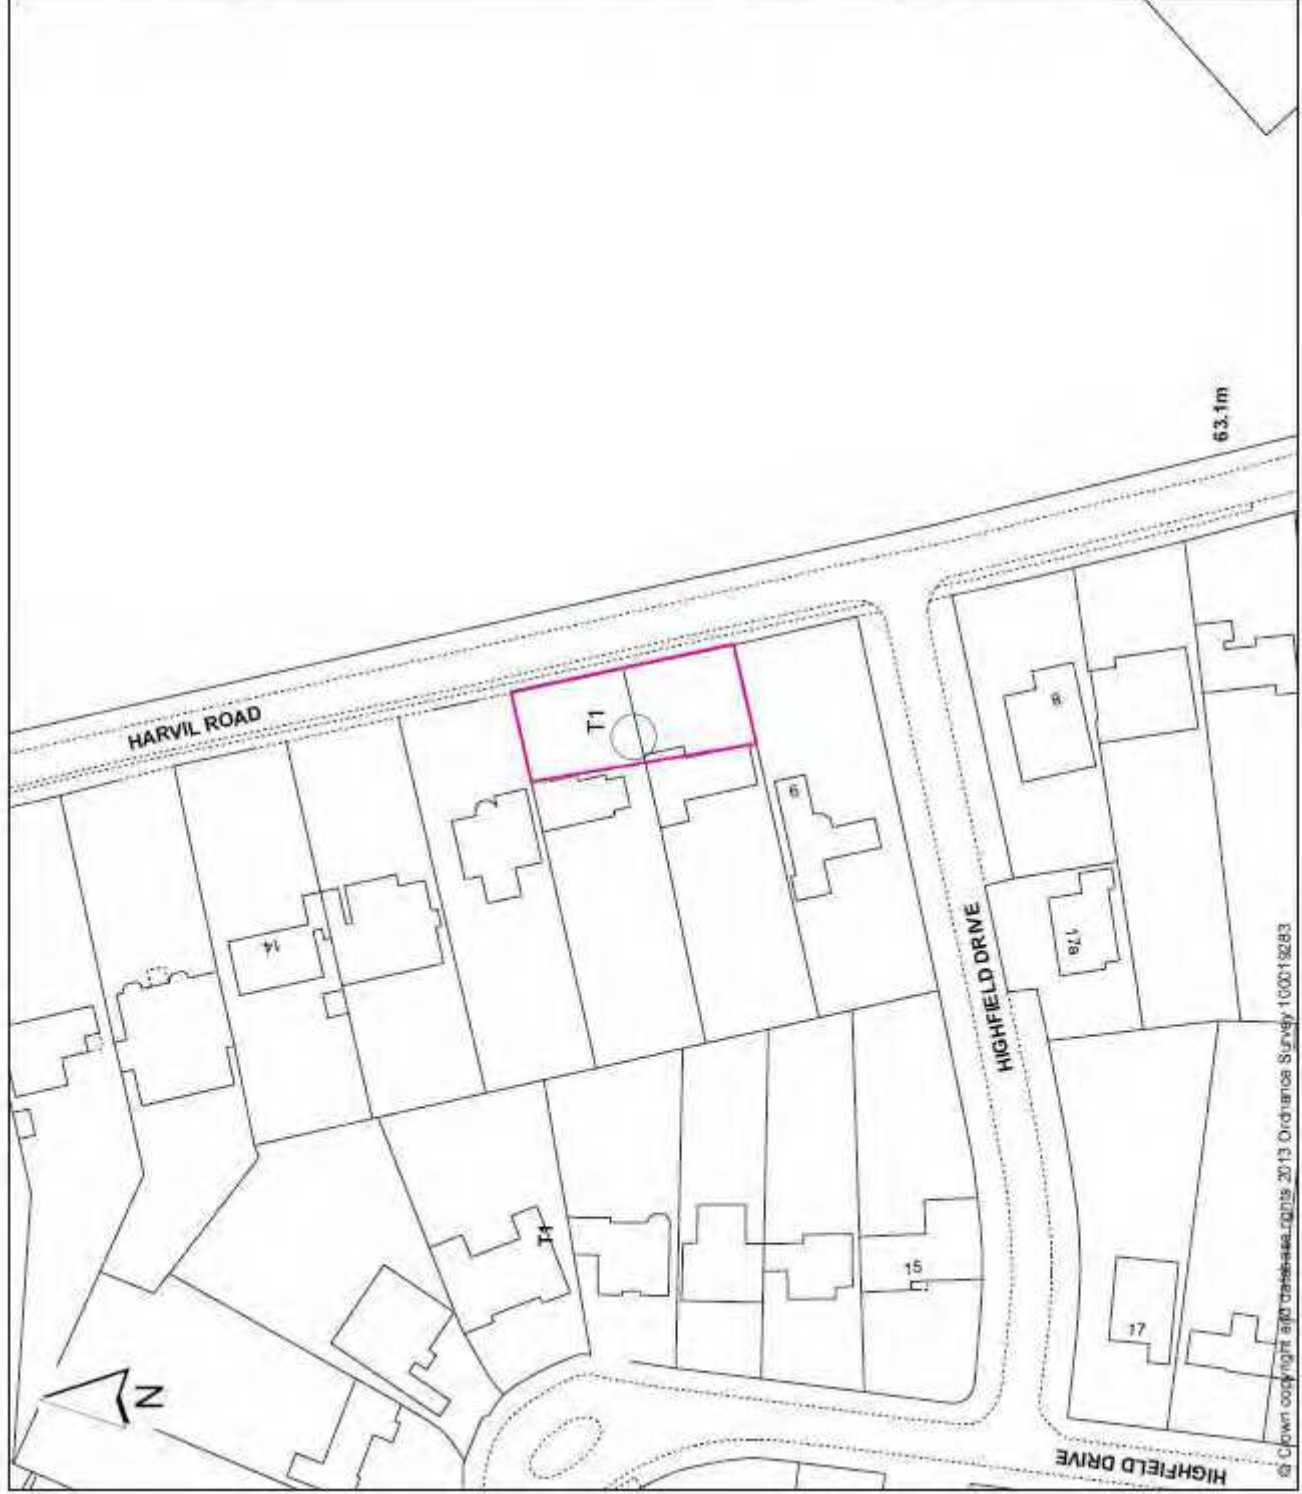 63.1m
HARVIL ROAD
T1
6
8
14
HIGHFIELD DRIVE
17a
T1
15
17
N
HIGHFIELD DRIVE
© Crown copyright and database rights 2013 Ordnance Survey 100019283